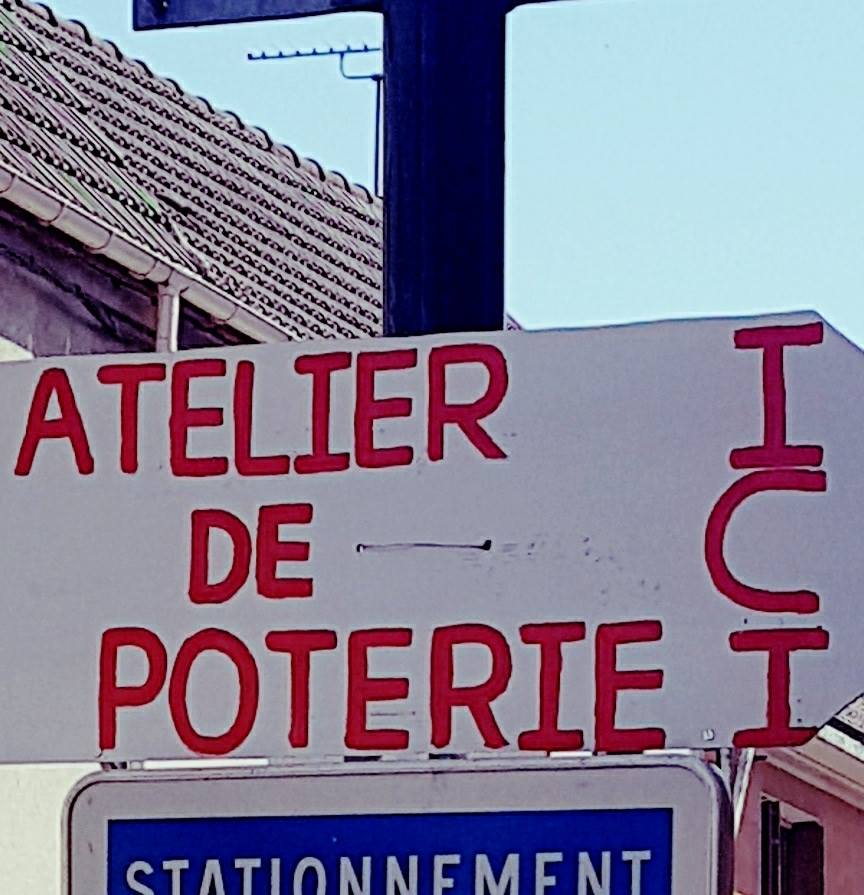 ATELIER
DE
POTERIE
ICI
STATIONNEMENT